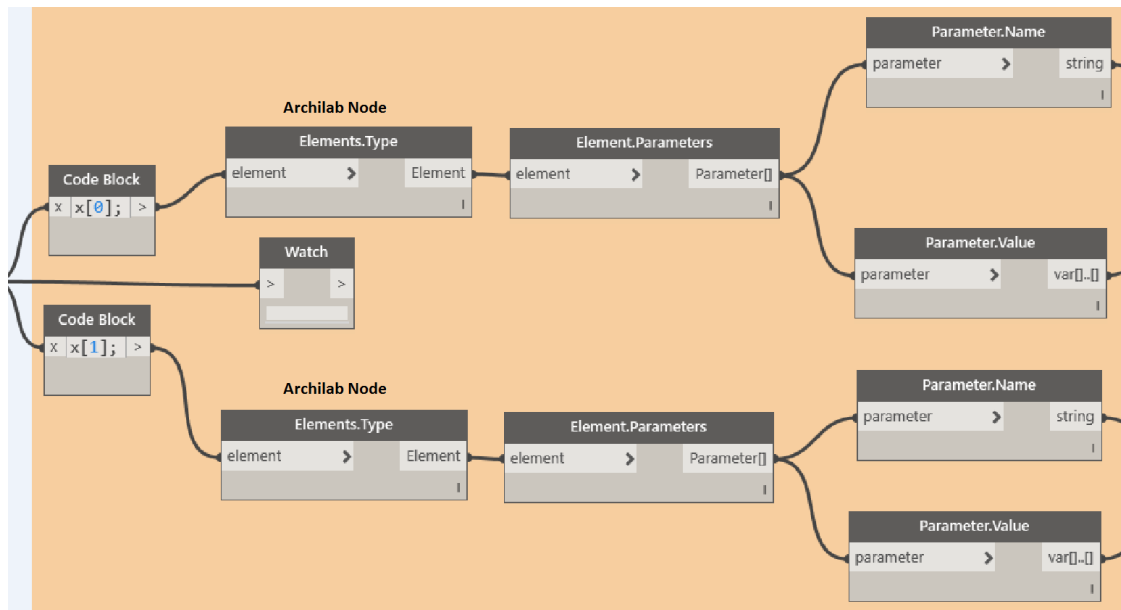 Parameter.Name
parameter > string
Archilab Node
Elements.Type
element > Element
Element.Parameters
element > Parameter[]
Code Block
x x[0]; >
Parameter.Value
parameter > var[]..[]
Watch
> >
Code Block
x x[1]; >
Archilab Node
Elements.Type
element > Element
Element.Parameters
element > Parameter[]
Parameter.Name
parameter > string
Parameter.Value
parameter > var[]..[]